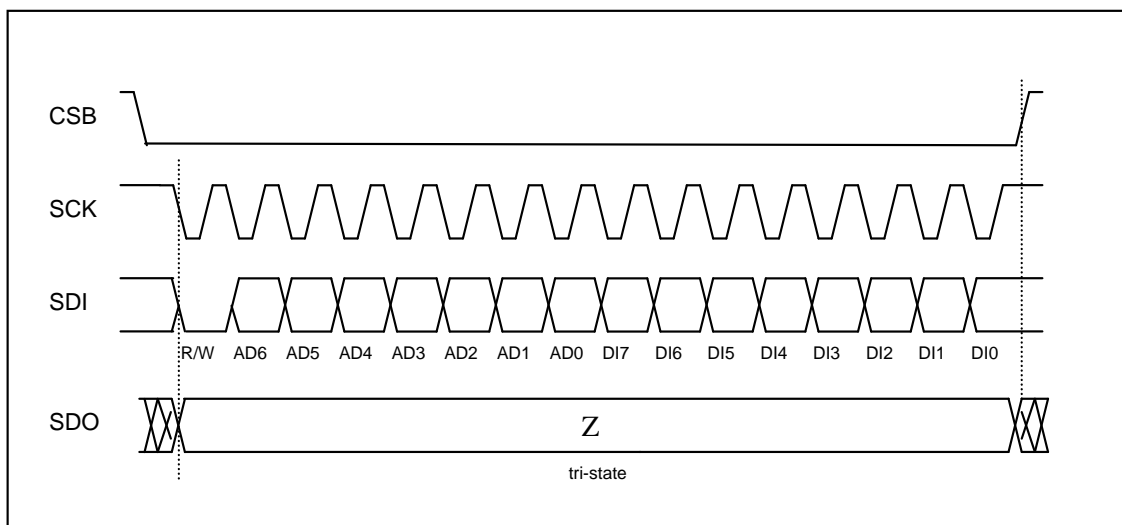 CSB
SCK
SDI
R/W AD6 AD5 AD4 AD3 AD2 AD1 AD0 DI7 DI6 DI5 DI4 DI3 DI2 DI1 DI0
SDO
Z
tri-state